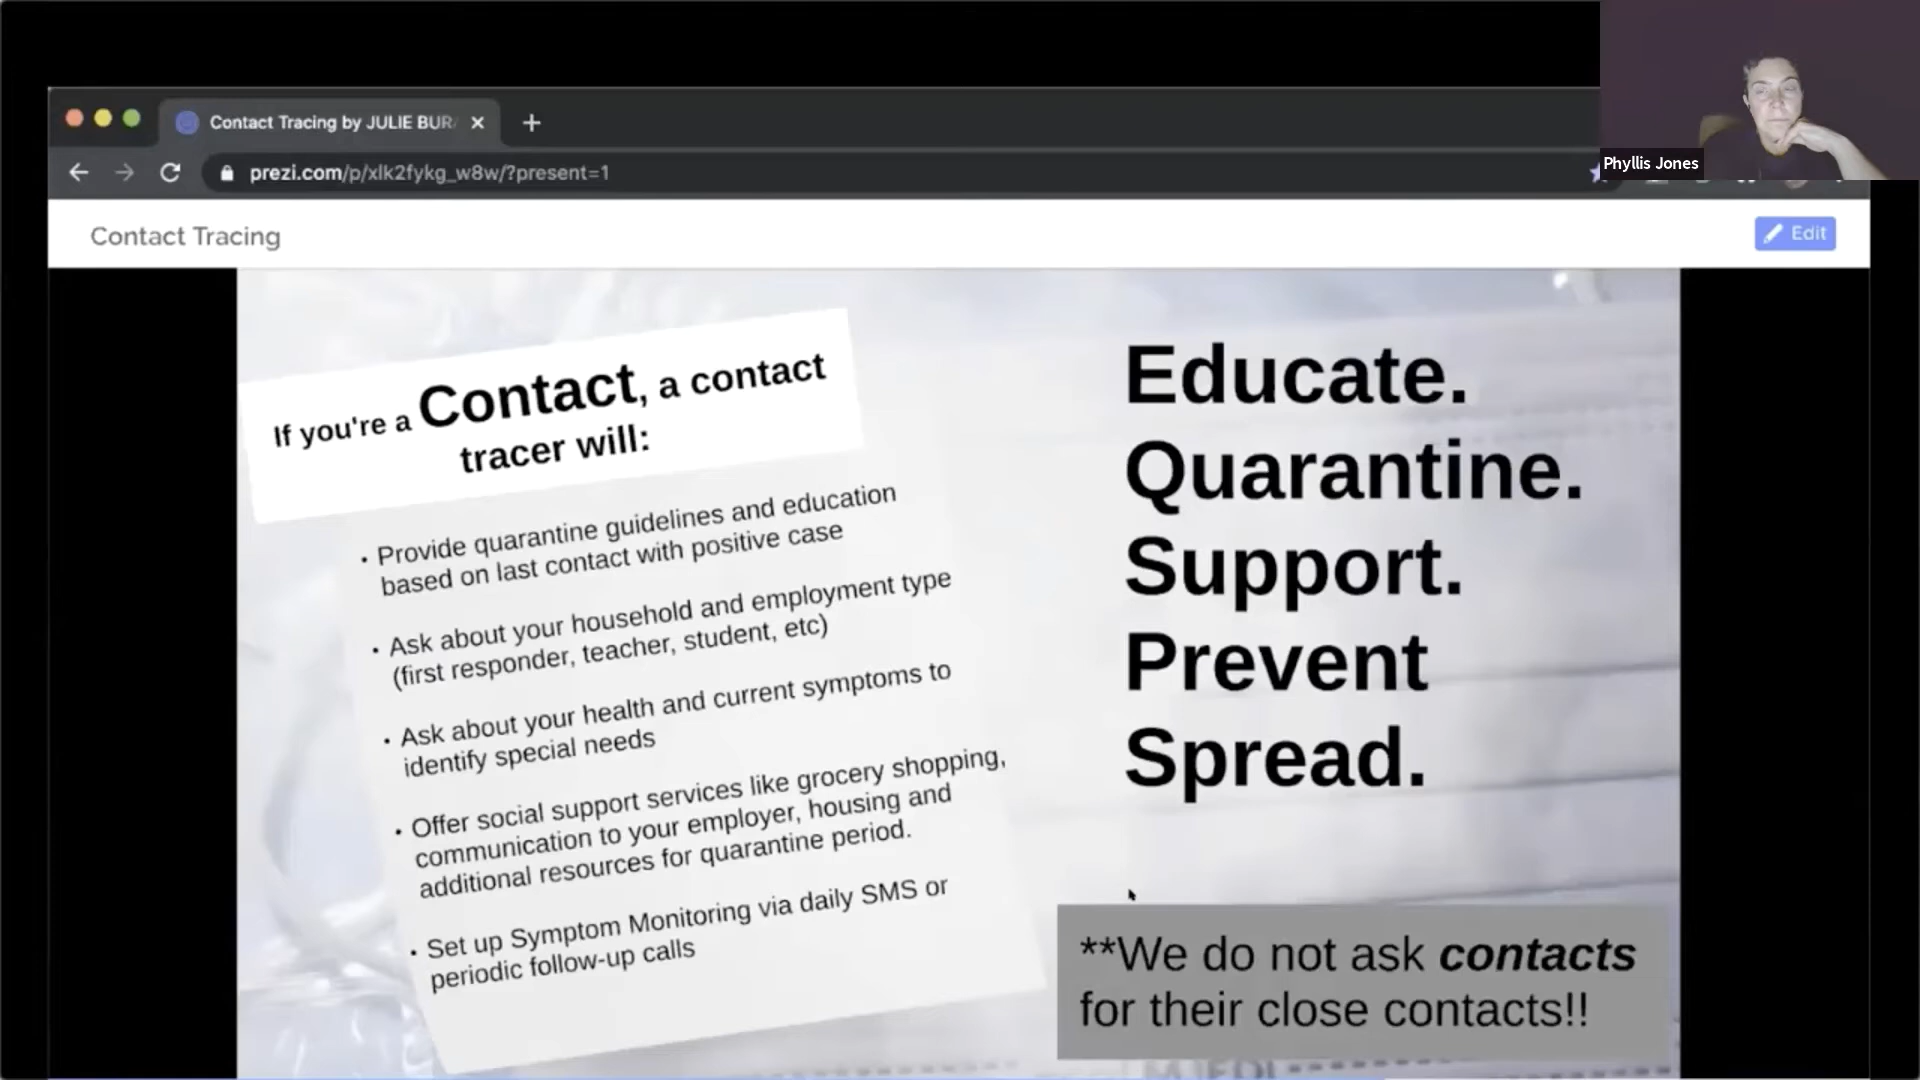 Contact Tracing by JULIE BUR
prezi.com/p/xlk2fykg_w8w/?present=1
Phyllis Jones
Contact Tracing
Edit
If you're a Contact, a contact
tracer will:
• Provide quarantine guidelines and education
based on last contact with positive case
• Ask about your household and employment type
(first responder, teacher, student, etc)
• Ask about your health and current symptoms to
identify special needs
• Offer social support services like grocery shopping,
communication to your employer, housing and
additional resources for quarantine period.
• Set up Symptom Monitoring via daily SMS or
periodic follow-up calls
Educate.
Quarantine.
Support.
Prevent
Spread.
**We do not ask contacts
for their close contacts!!